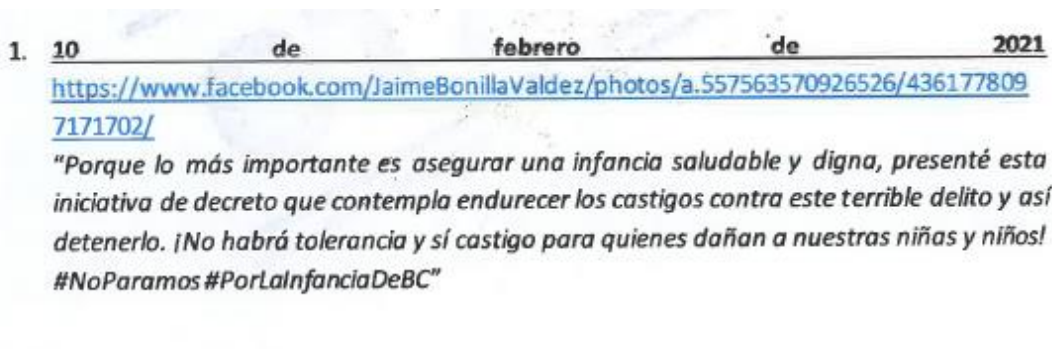 1. 10 de febrero de 2021
https://www.facebook.com/JaimeBonillaValdez/photos/a.557563570926526/436177809
7171702/
"Porque lo más importante es asegurar una infancia saludable y digna, presenté esta
iniciativa de decreto que contempla endurecer los castigos contra este terrible delito y así
detenerlo. ¡No habrá tolerancia y sí castigo para quienes dañan a nuestras niñas y niños!
#NoParamos #PorLaInfanciaDeBC"